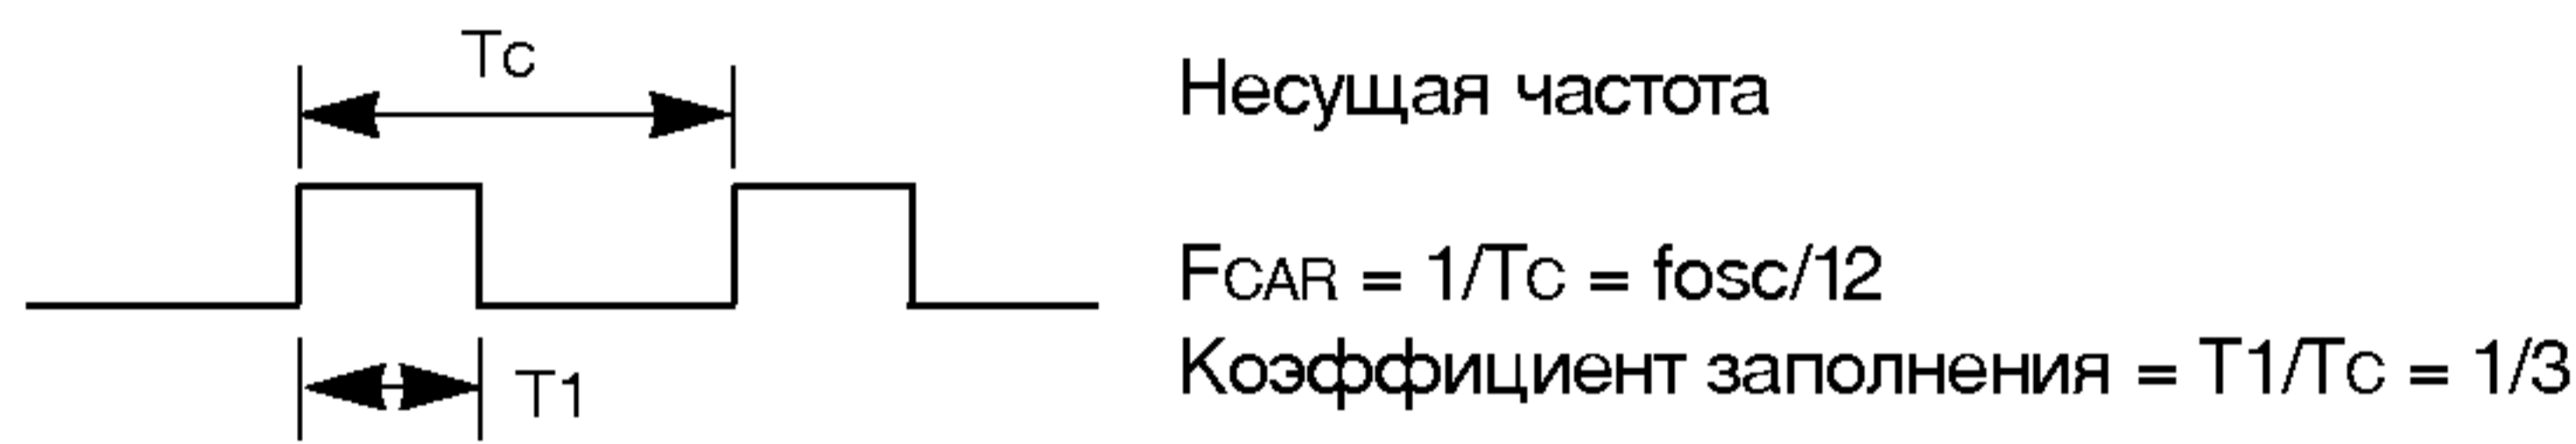 Tc
Несущая частота
FCAR = 1/Tc = fosc/12
Коэффициент заполнения = T1/Tc = 1/3
T1